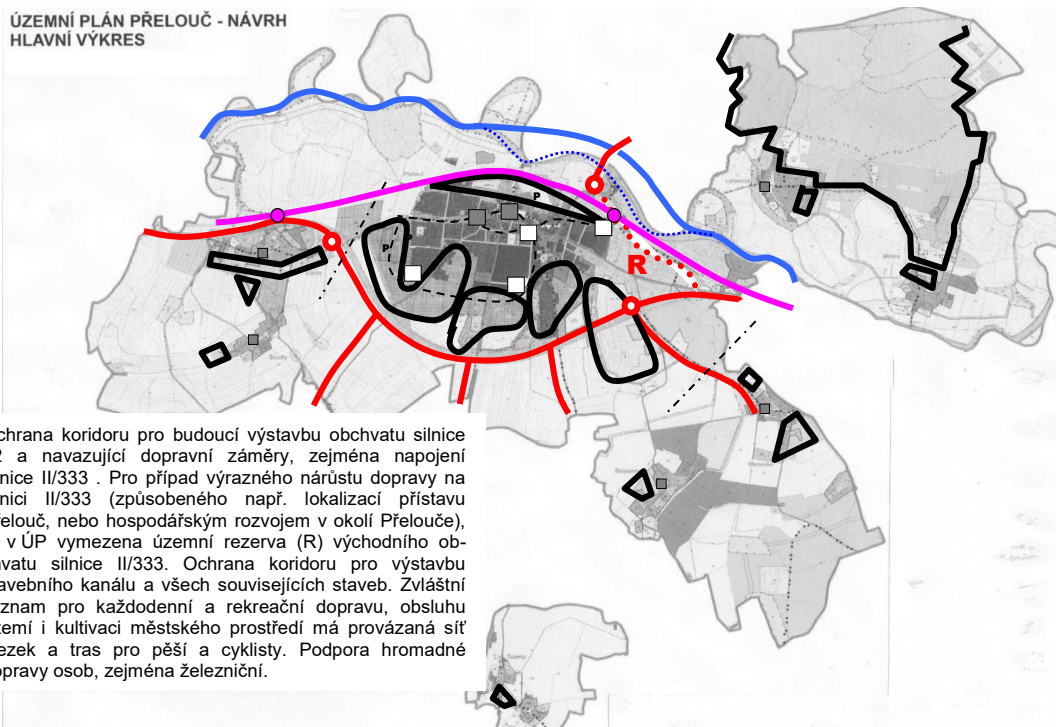 ÚZEMNÍ PLÁN PŘELOUČ - NÁVRH
HLAVNÍ VÝKRES
P
P
R
chrana koridoru pro budoucí výstavbu obchvatu silnice
2 a navazující dopravní záměry, zejména napojení
nice II/333 . Pro případ výrazného nárůstu dopravy na
nici II/333 (způsobeného např. lokalizací přístavu
řelouč, nebo hospodářským rozvojem v okolí Přelouče),
v ÚP vymezena územní rezerva (R) východního ob-
hvatu silnice II/333. Ochrana koridoru pro výstavbu
avebního kanálu a všech souvisejících staveb. Zvláštní
znam pro každodenní a rekreační dopravu, obsluhu
zemí i kultivaci městského prostředí má provázaná síť
ezek a tras pro pěší a cyklisty. Podpora hromadné
opravy osob, zejména železniční.